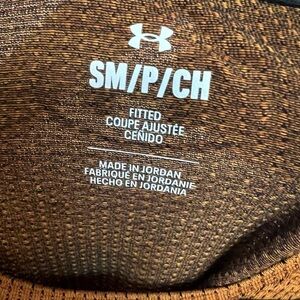 SM/P/CH
FITTED
COUPE AJUSTÉE
CEÑIDO
MADE IN JORDAN
FABRIQUÉ EN JORDANIE
HECHO EN JORDANIA